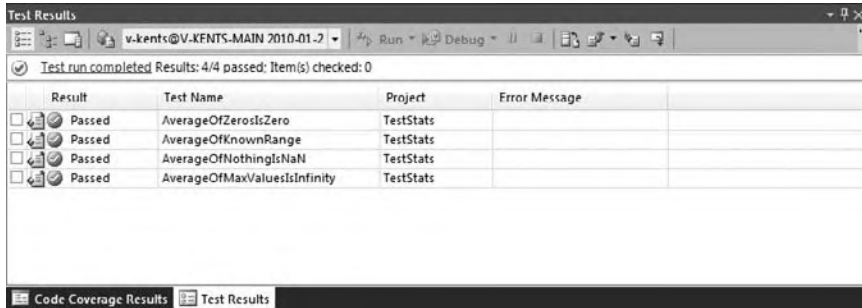 Test Results
v-kents@V-KENTS-MAIN 2010-01-2 Run Debug
Test run completed Results: 4/4 passed; Item(s) checked: 0
Result Test Name Project Error Message
Passed AverageOfZerosIsZero TestStats
Passed AverageOfKnownRange TestStats
Passed AverageOfNothingIsNaN TestStats
Passed AverageOfMaxValuesIsInfinity TestStats
Code Coverage Results Test Results